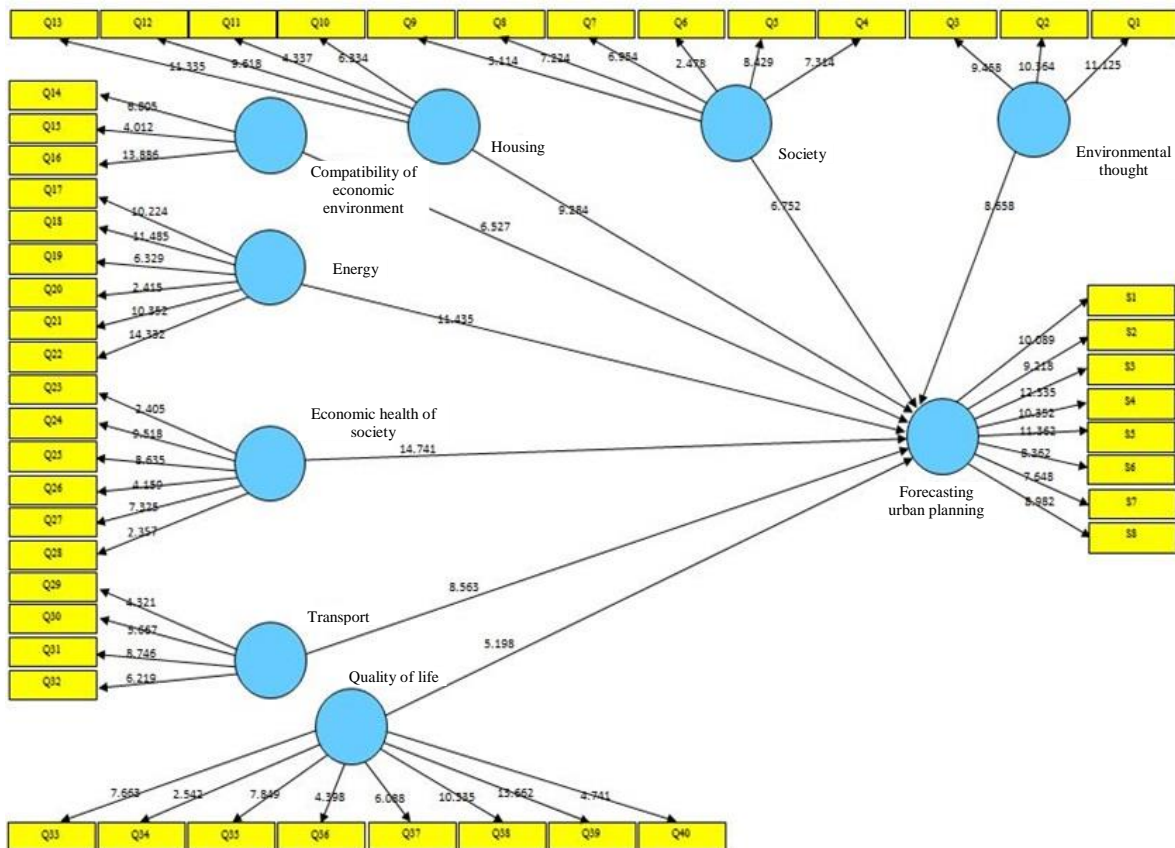 Q13 Q12 Q11 Q10 Q9 Q8 Q7 Q6 Q5 Q4 Q3 Q2 Q1
11.335 9.618 4.337 6.334 7.224 6.954 2.478 8.429 7.314 9.458 10.364 11.125
Housing
Society
Environmental
thought
Q14
Q15
Q16
6.805
4.012
13.886
Compatibility of
economic
environment
9.284
6.527
6.752
8.658
Q17
Q18
Q19
Q20
Q21
Q22
10.224
11.485
6.329
2.415
10.352
14.332
Energy
11.435
Q23
Q24
Q25
Q26
Q27
Q28
2.405
9.518
8.635
4.159
7.325
2.357
Economic health of
society
14.741
S1
S2
S3
S4
S5
S6
S7
S8
10.089
9.218
12.335
10.352
11.362
8.362
7.648
8.982
Forecasting
urban planning
Q29
Q30
Q31
Q32
4.321
5.667
8.746
6.219
Transport
8.563
5.198
Quality of life
7.663 2.542 7.849 4.398 6.088 10.335 4.741
Q33 Q34 Q35 Q36 Q37 Q38 Q39 Q40